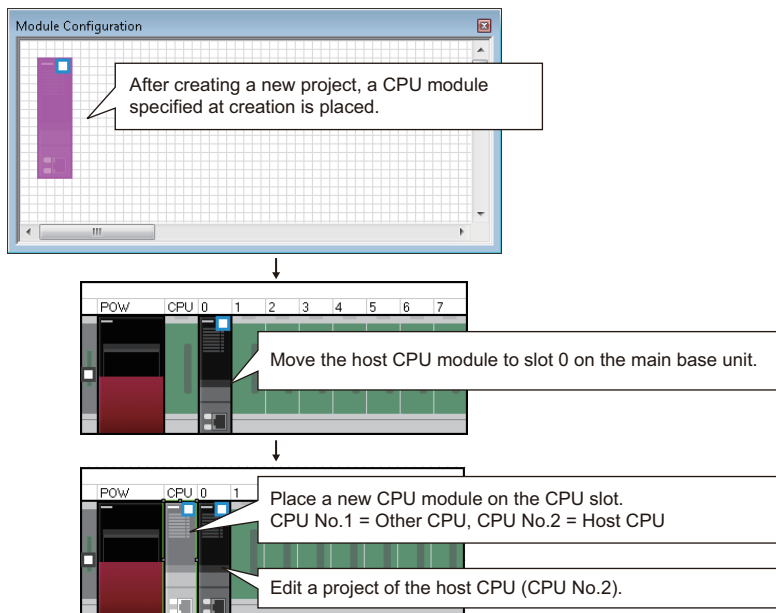 Module Configuration
After creating a new project, a CPU module
specified at creation is placed.
POW CPU 0 1 2 3 4 5 6 7
Move the host CPU module to slot 0 on the main base unit.
POW CPU 0 1
Place a new CPU module on the CPU slot.
CPU No.1 = Other CPU, CPU No.2 = Host CPU
Edit a project of the host CPU (CPU No.2).